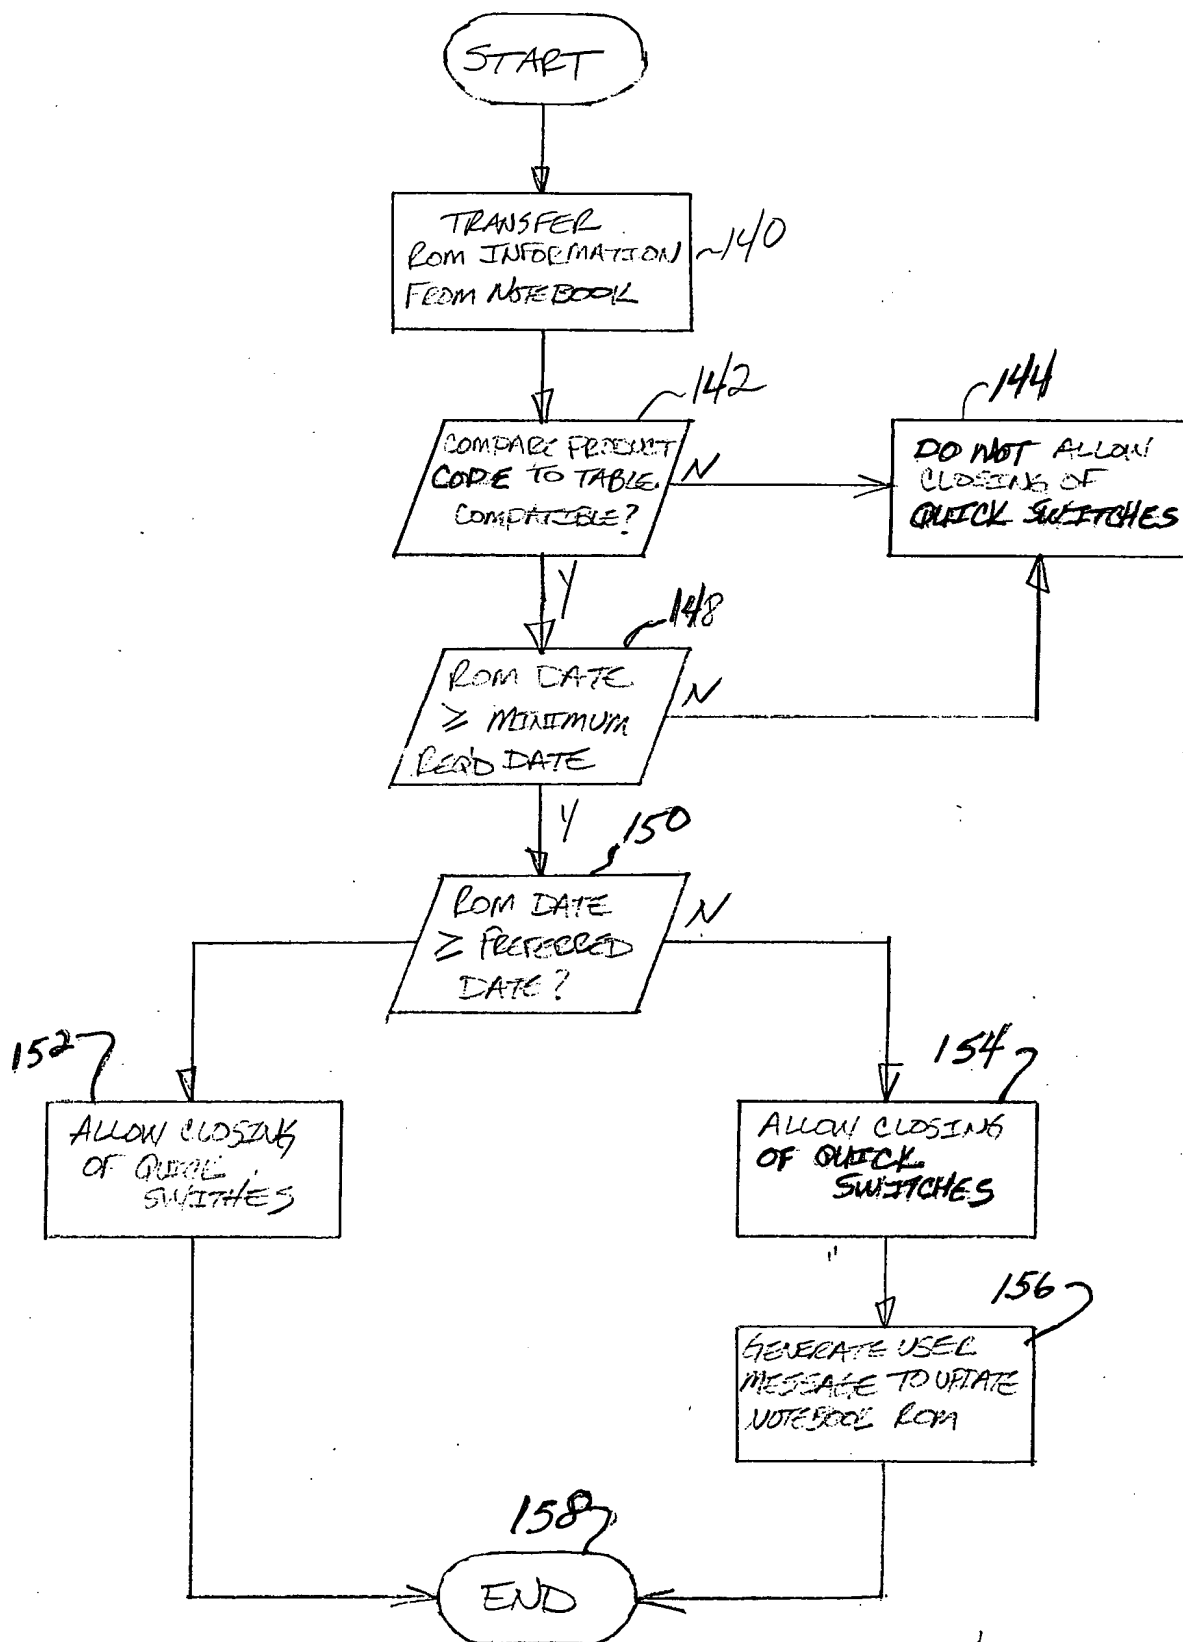 START
TRANSFER
ROM INFORMATION
FROM NOTEBOOK
140
142
COMPARE PRODUCT
CODE TO TABLE.
COMPATIBLE?
N
144
DO NOT ALLOW
CLOSING OF
QUICK SWITCHES
Y
148
ROM DATE
≥ MINIMUM
REQ'D DATE
N
Y
150
ROM DATE
≥ PREFERRED
DATE?
N
152
ALLOW CLOSING
OF QUICK
SWITHES
154
ALLOW CLOSING
OF QUICK
SWITCHES
156
GENERATE USER
MESSAGE TO UPDATE
NOTEBOOK ROM
158
END